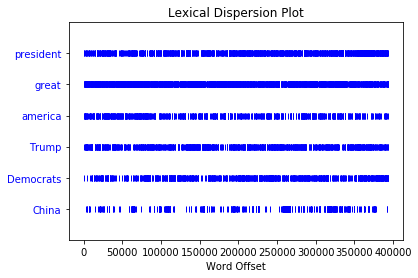 Lexical Dispersion Plot
president
great
america
Trump
Democrats
China
0 50000 100000 150000 200000 250000 300000 350000 400000
Word Offset